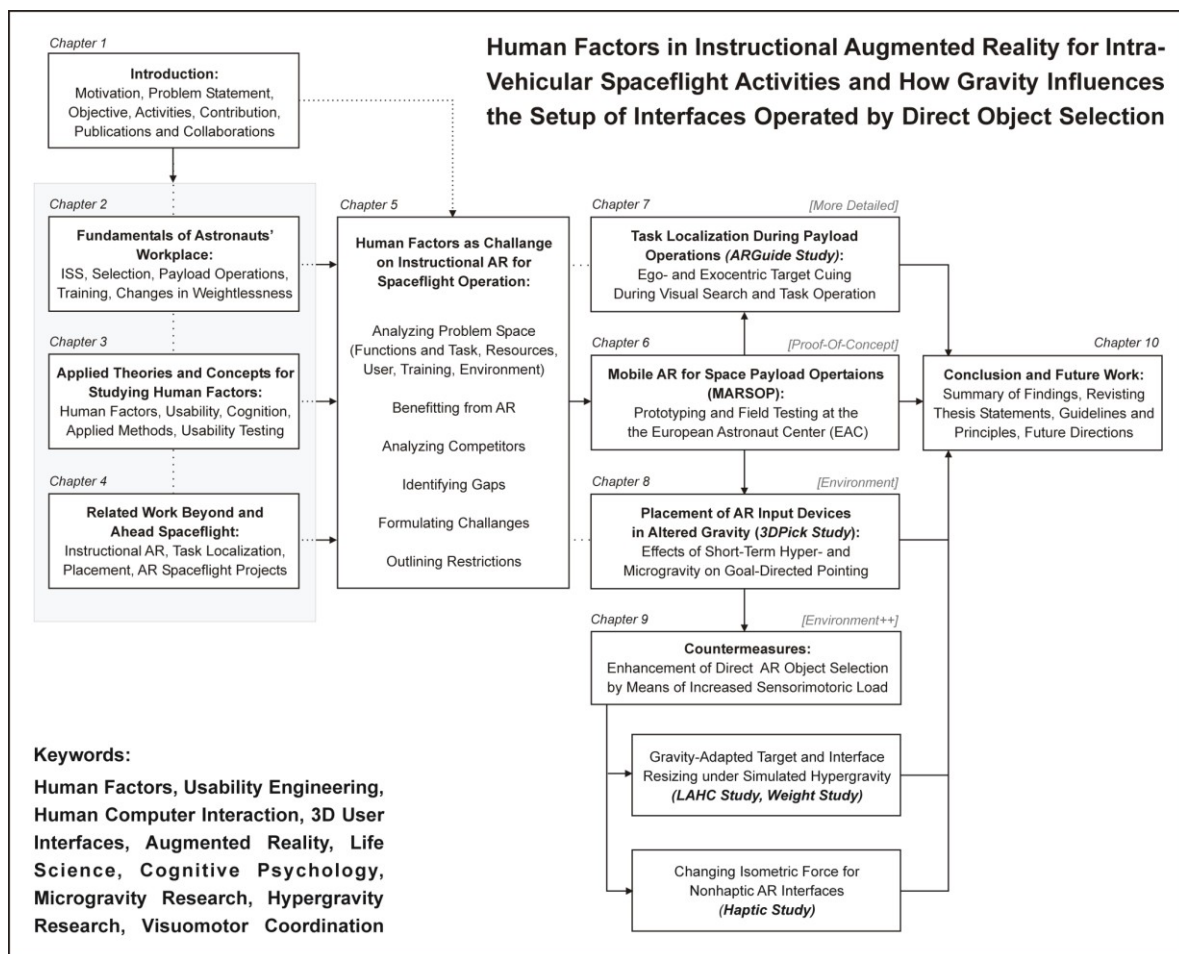 Human Factors in Instructional Augmented Reality for Intra-
Vehicular Spaceflight Activities and How Gravity Influences
the Setup of Interfaces Operated by Direct Object Selection
Chapter 1
Introduction:
Motivation, Problem Statement,
Objective, Activities, Contribution,
Publications and Collaborations
Chapter 2
Fundamentals of Astronauts'
Workplace:
ISS, Selection, Payload Operations,
Training, Changes in Weightlessness
Chapter 3
Applied Theories and Concepts for
Studying Human Factors:
Human Factors, Usability, Cognition,
Applied Methods, Usability Testing
Chapter 4
Related Work Beyond and
Ahead Spaceflight:
Instructional AR, Task Localization,
Placement, AR Spaceflight Projects
Chapter 5
Human Factors as Challange
on Instructional AR for
Spaceflight Operation:
Analyzing Problem Space
(Functions and Task, Resources,
User, Training, Environment)
Benefitting from AR
Analyzing Competitors
Identifying Gaps
Formulating Challenges
Outlining Restrictions
Chapter 7
[More Detailed]
Task Localization During Payload
Operations (ARGuide Study):
Ego- and Exocentric Target Cuing
During Visual Search and Task Operation
Chapter 6
[Proof-Of-Concept]
Mobile AR for Space Payload Opertaions
(MARSOP):
Prototyping and Field Testing at the
the European Astronaut Center (EAC)
Chapter 8
[Environment]
Placement of AR Input Devices
in Altered Gravity (3DPick Study):
Effects of Short-Term Hyper- and
Microgravity on Goal-Directed Pointing
Chapter 9
[Environment++]
Countermeasures:
Enhancement of Direct AR Object Selection
by Means of Increased Sensorimotoric Load
Gravity-Adapted Target and Interface
Resizing under Simulated Hypergravity
(LAHC Study, Weight Study)
Changing Isometric Force for
Nonhaptic AR Interfaces
(Haptic Study)
Chapter 10
Conclusion and Future Work:
Summary of Findings, Revisting
Thesis Statements, Guidelines and
Principles, Future Directions
Keywords:
Human Factors, Usability Engineering,
Human Computer Interaction, 3D User
Interfaces, Augmented Reality, Life
Science, Cognitive Psychology,
Microgravity Research, Hypergravity
Research, Visuomotor Coordination